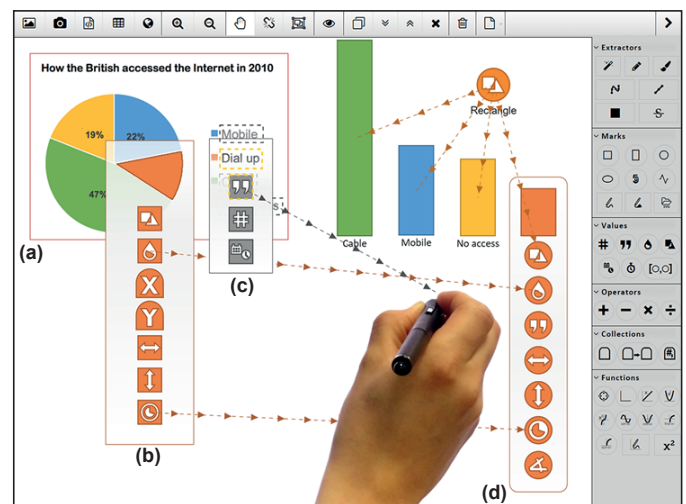 How the British accessed the Internet in 2010
19%
22%
47%
Mobile
Dial up
(a)
(b)
(c)
(d)
X
Y
Rectangle
Cable
Mobile
No access
Extractors
Marks
Values
[O,O]
Operators
Collections
Functions
x²